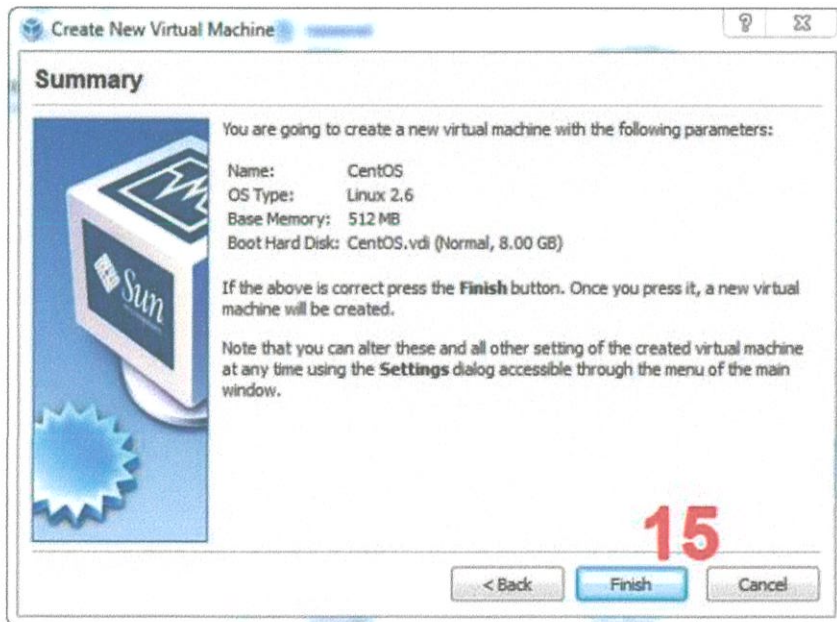 Create New Virtual Machine
Summary
You are going to create a new virtual machine with the following parameters:
Name: CentOS
OS Type: Linux 2.6
Base Memory: 512 MB
Boot Hard Disk: CentOS.vdi (Normal, 8.00 GB)
If the above is correct press the Finish button. Once you press it, a new virtual
machine will be created.
Note that you can alter these and all other setting of the created virtual machine
at any time using the Settings dialog accessible through the menu of the main
window.
Sun
15
< Back Finish Cancel